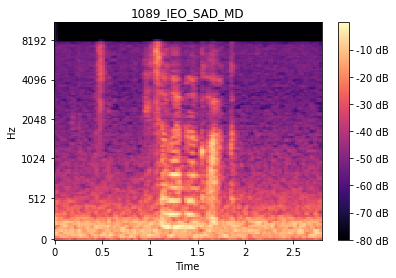 1089_IEO_SAD_MD
8192
4096
2048
1024
512
0
Hz
0
0.5
1
1.5
2
2.5
Time
-10 dB
-20 dB
-30 dB
-40 dB
-50 dB
-60 dB
-70 dB
-80 dB